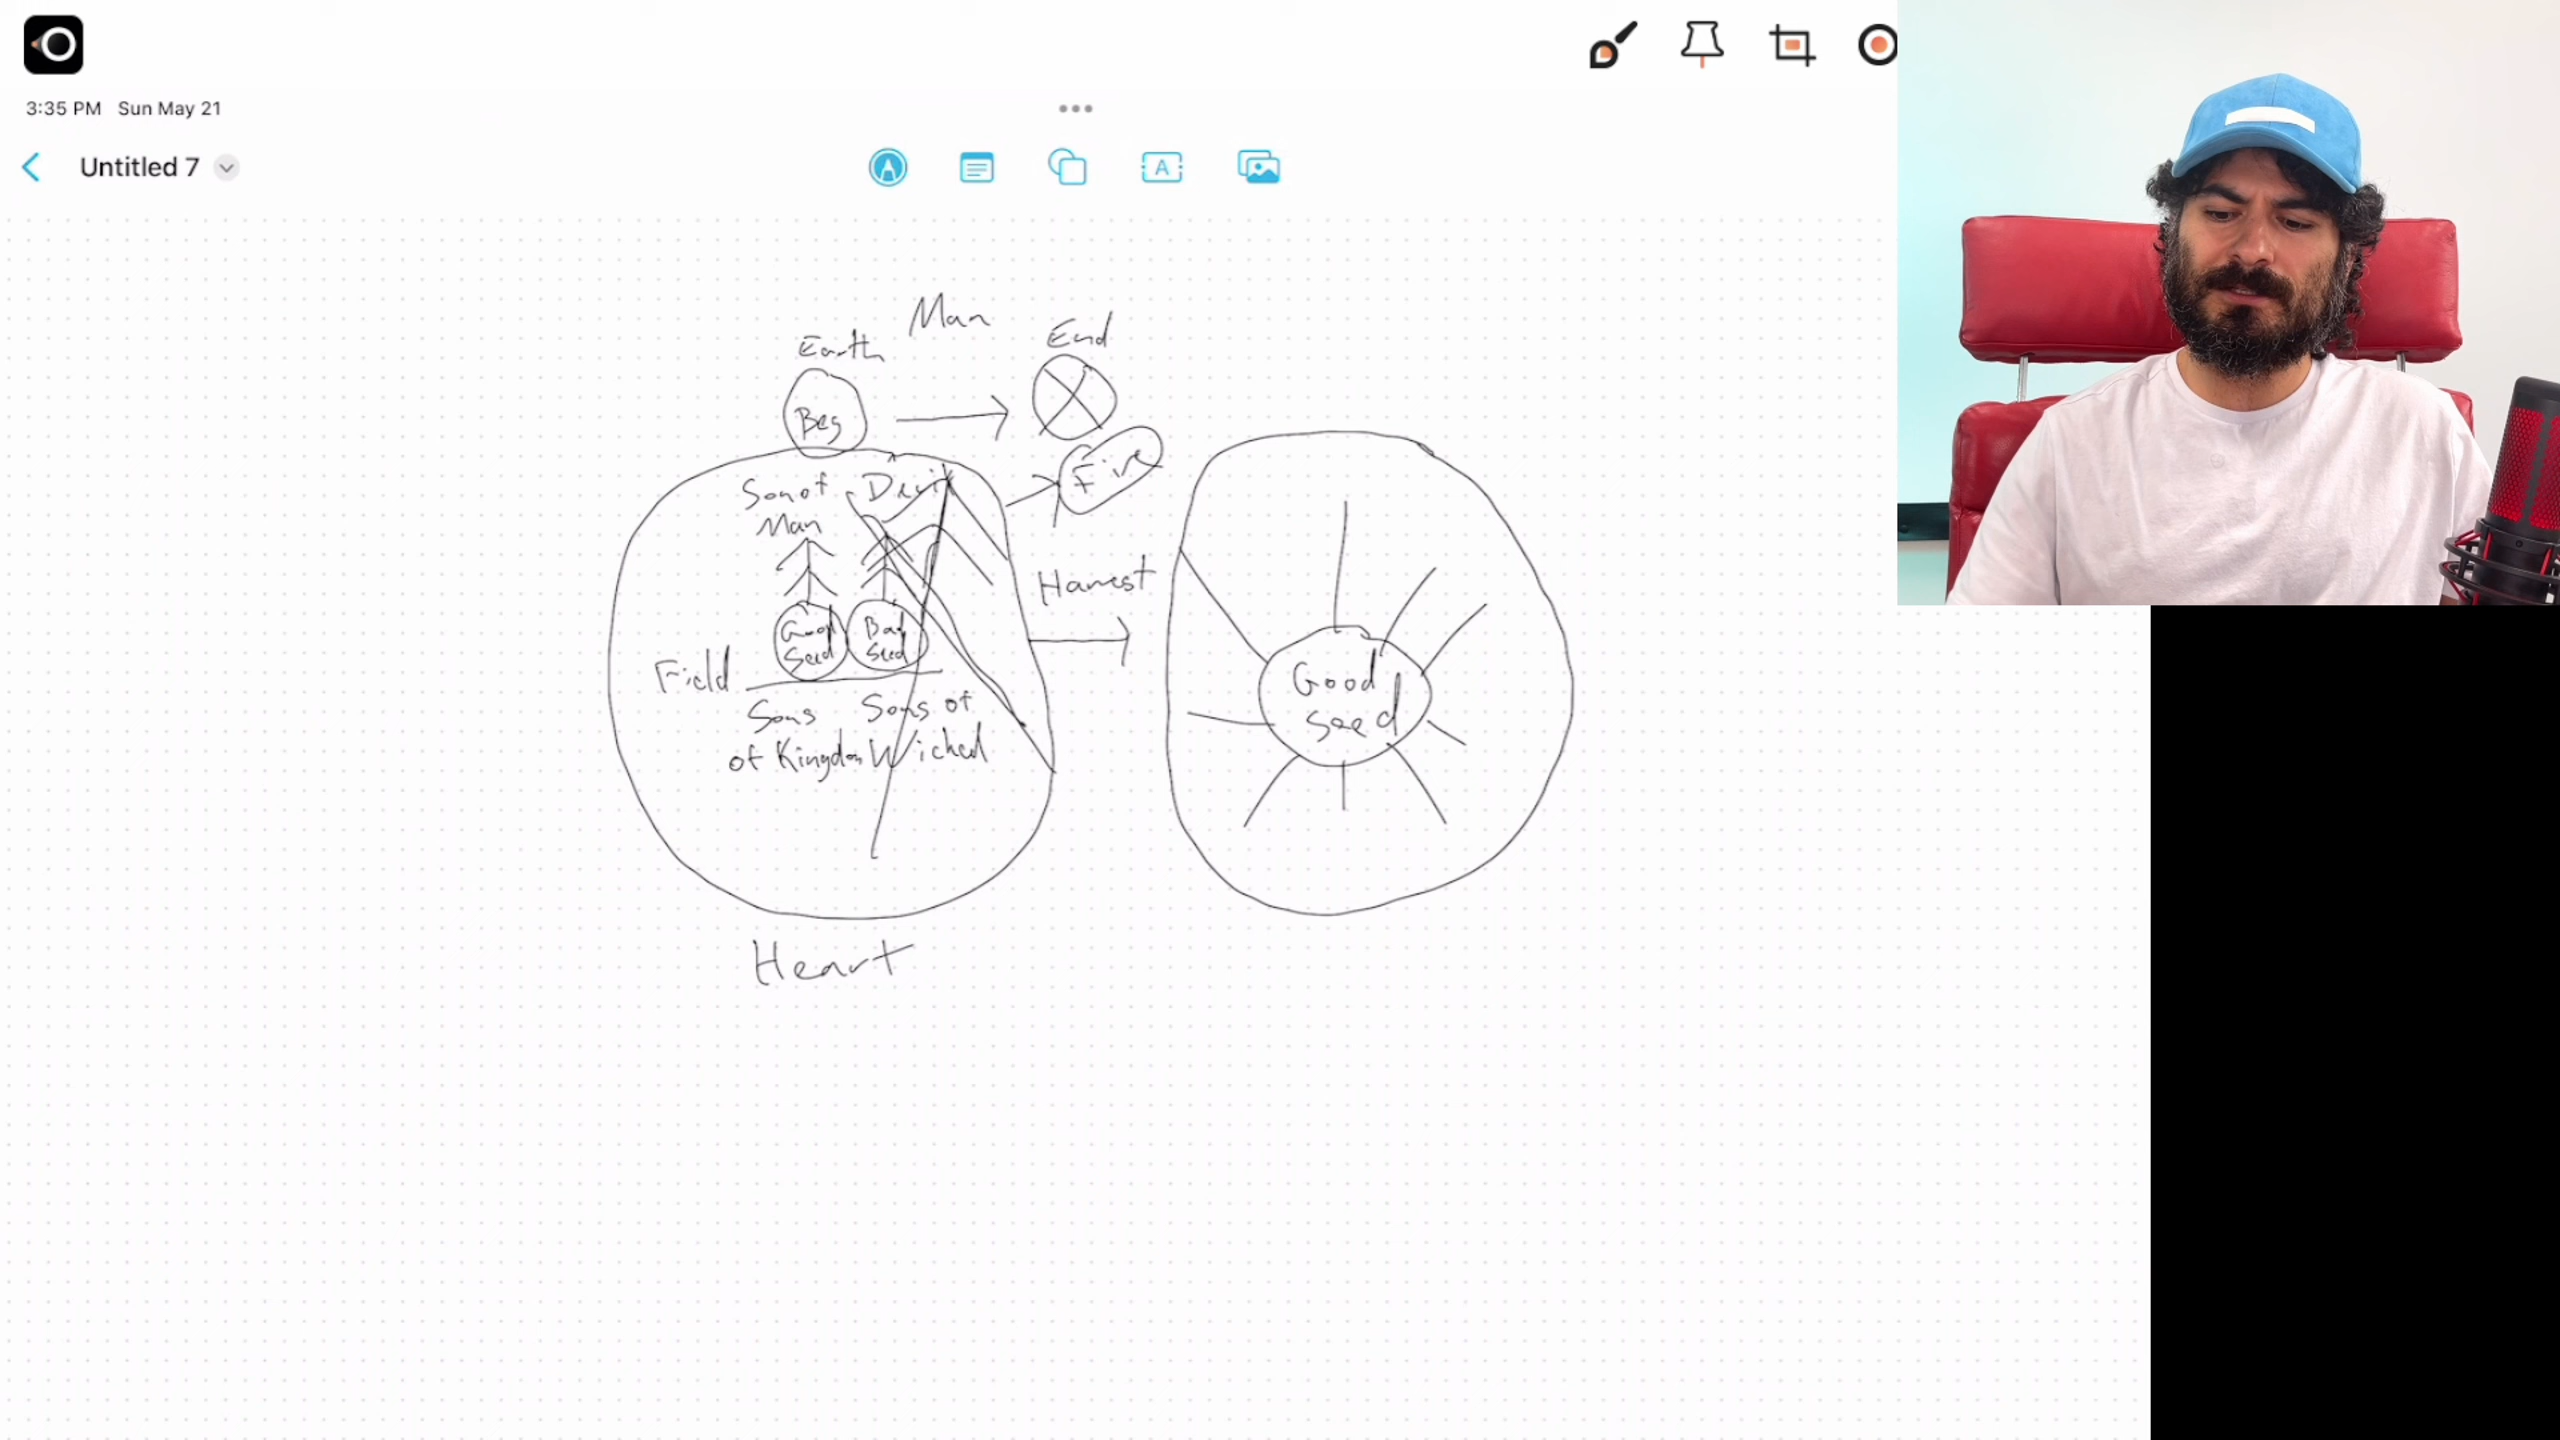 3:35 PM Sun May 21
Untitled 7
A
Man
Earth
End
Beg
Fire
Son of
Man
Devil
Harvest
Good
Seed
Bad
Seed
Field
Sons
of Kingdom
Sons of
Wicked
Good
Seed
Heart